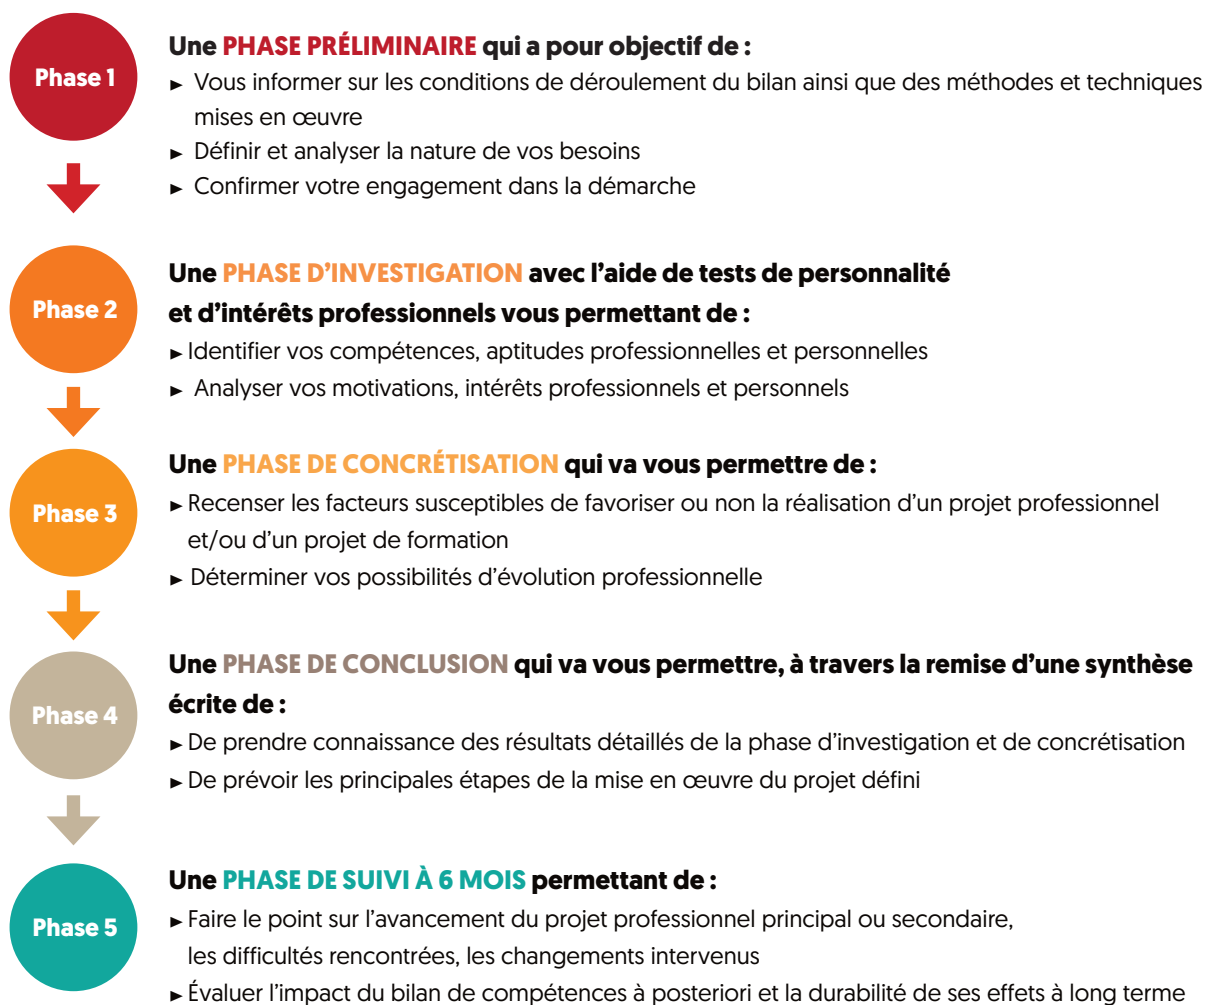 Phase 1
Une PHASE PRÉLIMINAIRE qui a pour objectif de :
► Vous informer sur les conditions de déroulement du bilan ainsi que des méthodes et techniques
mises en œuvre
► Définir et analyser la nature de vos besoins
► Confirmer votre engagement dans la démarche
Phase 2
Une PHASE D’INVESTIGATION avec l’aide de tests de personnalité
et d’intérêts professionnels vous permettant de :
► Identifier vos compétences, aptitudes professionnelles et personnelles
► Analyser vos motivations, intérêts professionnels et personnels
Phase 3
Une PHASE DE CONCRÉTISATION qui va vous permettre de :
► Recenser les facteurs susceptibles de favoriser ou non la réalisation d’un projet professionnel
et/ou d’un projet de formation
► Déterminer vos possibilités d’évolution professionnelle
Phase 4
Une PHASE DE CONCLUSION qui va vous permettre, à travers la remise d’une synthèse
écrite de :
► De prendre connaissance des résultats détaillés de la phase d’investigation et de concrétisation
► De prévoir les principales étapes de la mise en œuvre du projet défini
Phase 5
Une PHASE DE SUIVI À 6 MOIS permettant de :
► Faire le point sur l’avancement du projet professionnel principal ou secondaire,
les difficultés rencontrées, les changements intervenus
► Évaluer l’impact du bilan de compétences à posteriori et la durabilité de ses effets à long terme